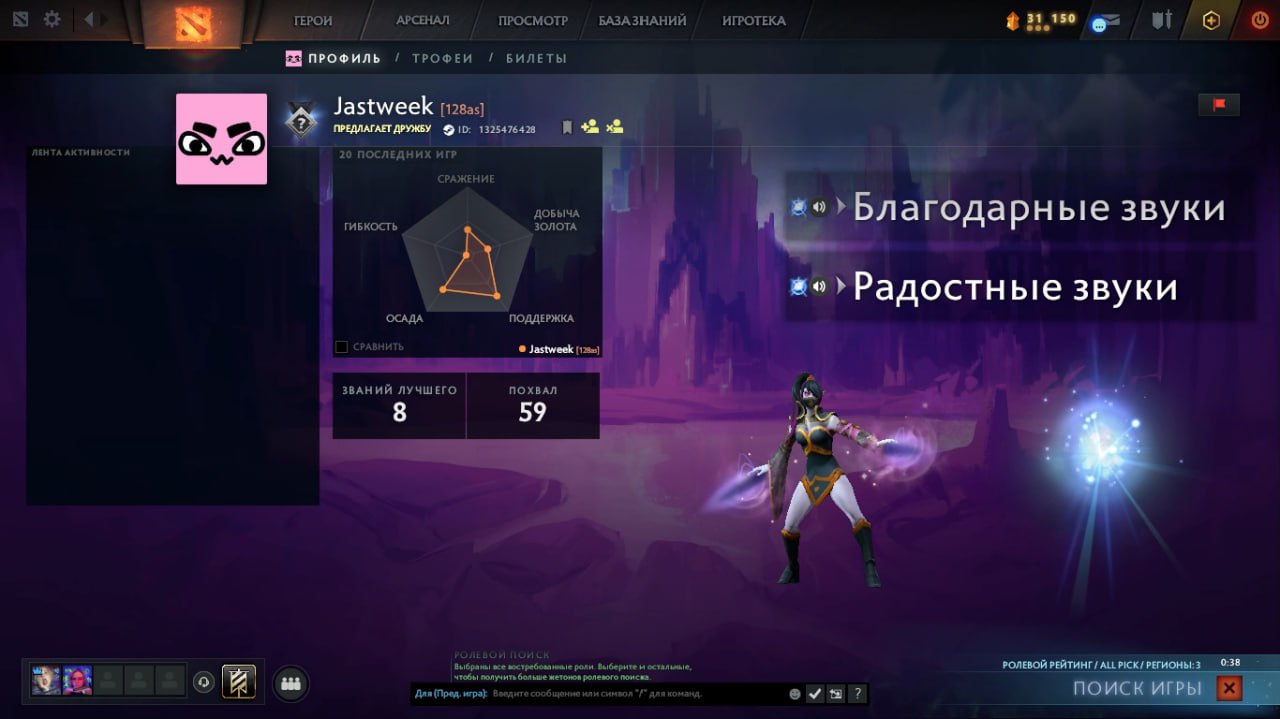 ГЕРОИ
АРСЕНАЛ
ПРОСМОТР
БАЗА ЗНАНИЙ
ИГРОТЕКА
31 150
ПРОФИЛЬ / ТРОФЕИ / БИЛЕТЫ
Jastweek [128as]
ПРЕДЛАГАЕТ ДРУЖБУ ID: 1325476428
ЛЕНТА АКТИВНОСТИ
20 ПОСЛЕДНИХ ИГР
СРАЖЕНИЕ
ДОБЫЧА
ЗОЛОТА
ГИБКОСТЬ
ОСАДА
ПОДДЕРЖКА
СРАВНИТЬ
Jastweek [128as]
ЗВАНИЙ ЛУЧШЕГО
8
ПОХВАЛ
59
Благодарные звуки
Радостные звуки
РОЛЕВОЙ ПОИСК
Выбраны все востребованные роли. Выберите и остальные,
чтобы получить больше жетонов ролевого поиска.
Для (Пред. игра): Введите сообщение или символ "/" для команд.
?
РОЛЕВОЙ РЕЙТИНГ / ALL PICK / РЕГИОНЫ: 3
0:38
ПОИСК ИГРЫ